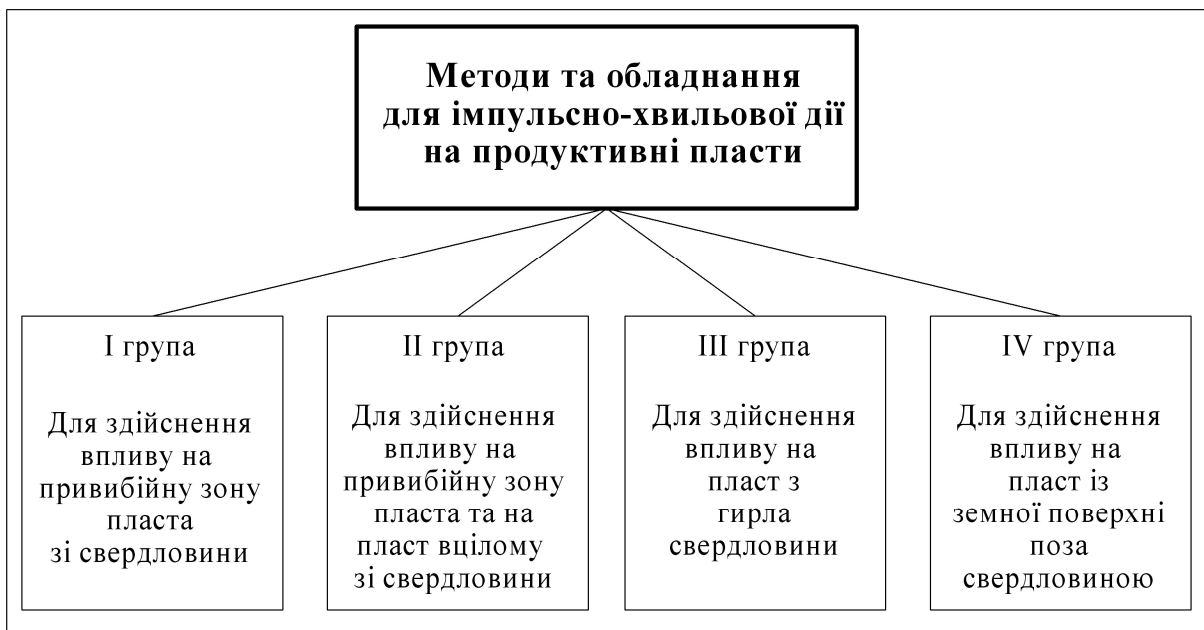 Методи та обладнання
для імпульсно-хвильової дії
на продуктивні пласти
I група
Для здійснення
впливу на
привибійну зону
пласта
зі свердловини
II група
Для здійснення
впливу на
привибійну зону
пласта та на
пласт вцілому
зі свердловини
III група
Для здійснення
впливу на
пласт з
гирла
свердловини
IV група
Для здійснення
впливу на
пласт із
земної поверхні
поза
свердловиною